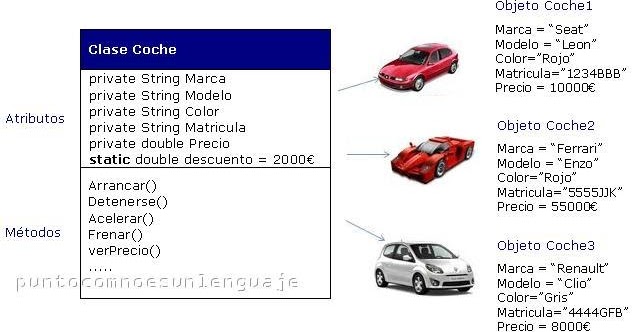 Clase Coche
Atributos
private String Marca
private String Modelo
private String Color
private String Matricula
private double Precio
static double descuento = 2000€
Métodos
Arrancar()
Detenerse()
Acelerar()
Frenar()
verPrecio()
.....
puntocomnoesunlenguaje
Objeto Coche1
Marca = “Seat”
Modelo = “Leon”
Color=”Rojo”
Matricula=”1234BBB”
Precio = 10000€
Objeto Coche2
Marca = “Ferrari”
Modelo = “Enzo”
Color=”Rojo”
Matricula=”5555JJK”
Precio = 55000€
Objeto Coche3
Marca = “Renault”
Modelo = “Clio”
Color=”Gris”
Matricula=”4444GFB”
Precio = 8000€